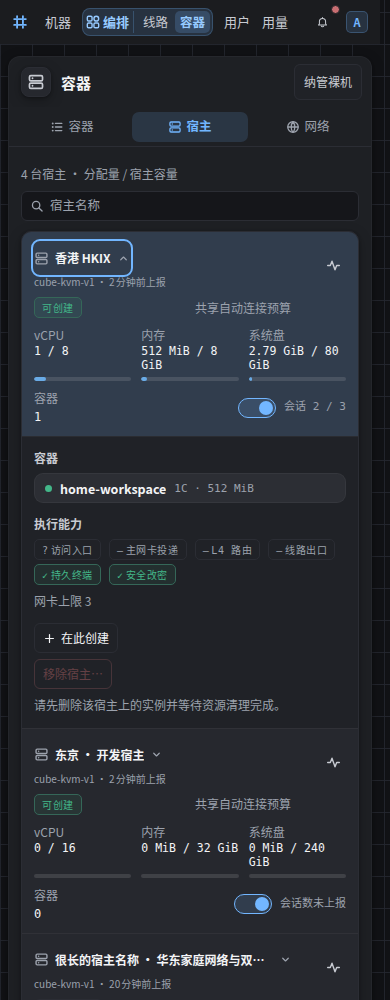 机器 编排 线路 容器 用户 用量 A
容器 纳管裸机
容器 宿主 网络
4 台宿主 · 分配量 / 宿主容量
宿主名称
香港 HKIX
cube-kvm-v1 · 2分钟前上报
可创建 共享自动连接预算
vCPU 内存 系统盘
1 / 8 512 MiB / 8 GiB 2.79 GiB / 80 GiB
容器
1 会话 2 / 3
容器
home-workspace 1C · 512 MiB
执行能力
? 访问入口 — 主网卡投递 — L4 路由 — 线路出口
✓ 持久终端 ✓ 安全改密
网卡上限 3
+ 在此创建
移除宿主…
请先删除该宿主上的实例并等待资源清理完成。
东京 · 开发宿主
cube-kvm-v1 · 2分钟前上报
可创建 共享自动连接预算
vCPU 内存 系统盘
0 / 16 0 MiB / 32 GiB 0 MiB / 240 GiB
容器
0 会话数未上报
很长的宿主名称 · 华东家庭网络与双…
cube-kvm-v1 · 20分钟前上报